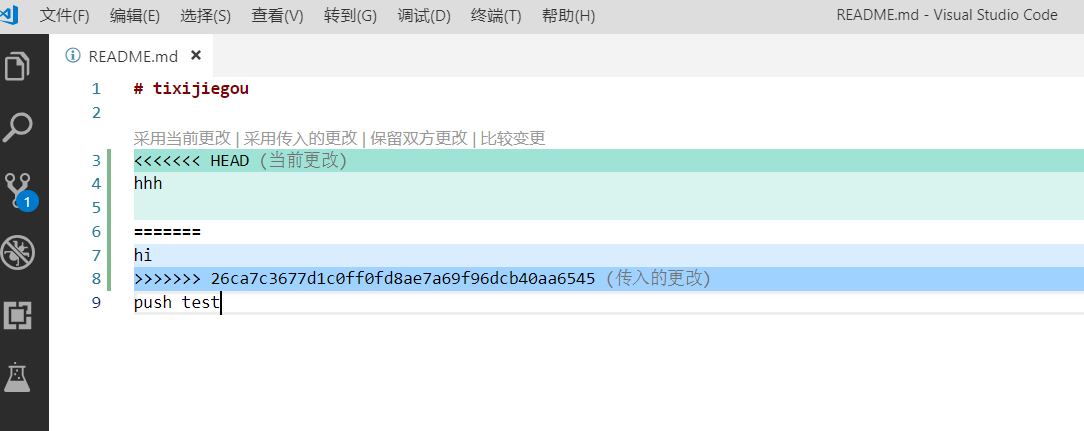 文件(F) 编辑(E) 选择(S) 查看(V) 转到(G) 调试(D) 终端(T) 帮助(H) README.md - Visual Studio Code
README.md ×
1 # tixijiegou
2
采用当前更改 | 采用传入的更改 | 保留双方更改 | 比较变更
3 <<<<<<< HEAD (当前更改)
4 hhh
5
6 =======
7 hi
8 >>>>>>> 26ca7c3677d1c0ff0fd8ae7a69f96dcb40aa6545 (传入的更改)
9 push test
1